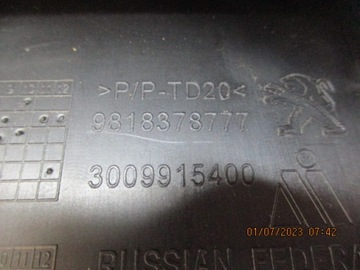 >P/P-TD20<
9818378777
3009915400
01/07/2023 07:42
RUSSIAN FEDER